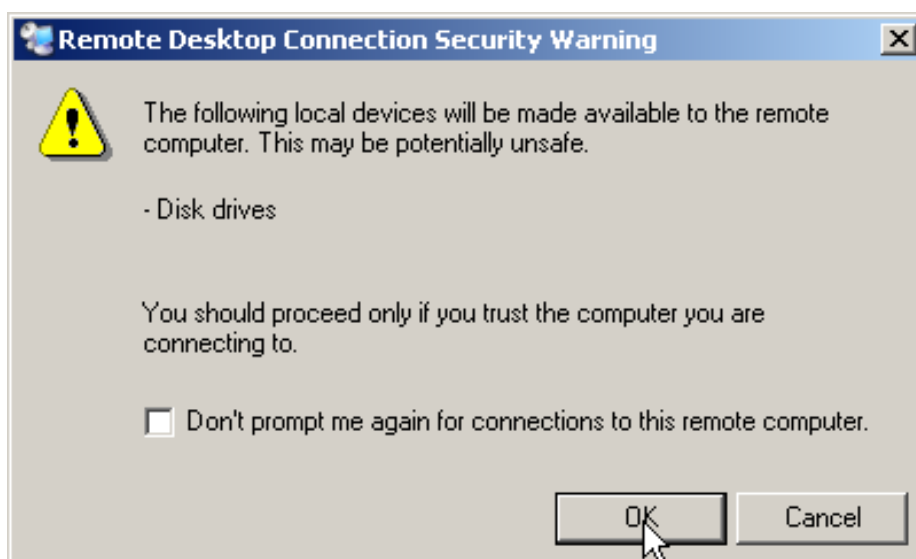 Remote Desktop Connection Security Warning
The following local devices will be made available to the remote
computer. This may be potentially unsafe.
- Disk drives
You should proceed only if you trust the computer you are
connecting to.
Don't prompt me again for connections to this remote computer.
OK Cancel